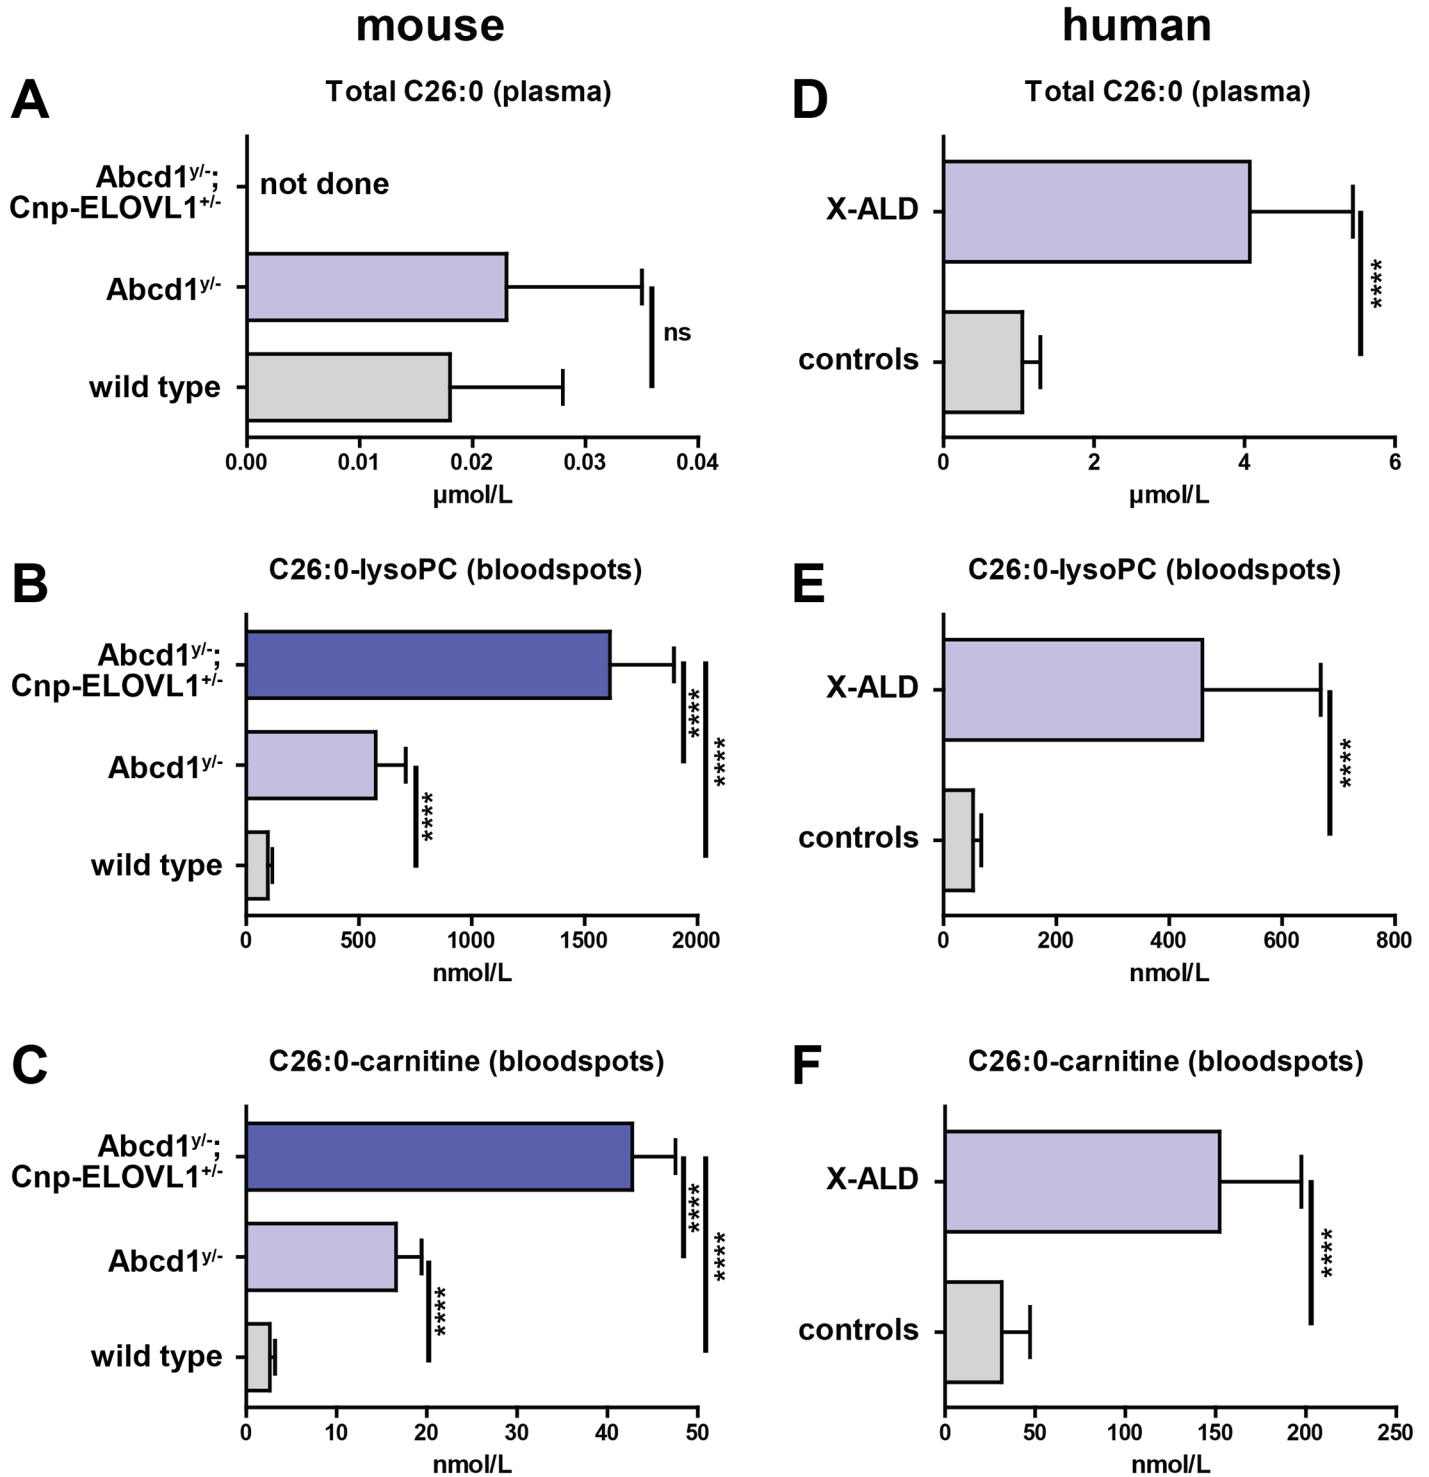 mouse
human
A
Total C26:0 (plasma)
Abcd1y/-;
Cnp-ELOVL1+/-
not done
Abcd1y/-
wild type
ns
0.00 0.01 0.02 0.03 0.04
µmol/L
D
Total C26:0 (plasma)
X-ALD
controls
****
0 2 4 6
µmol/L
B
C26:0-lysoPC (bloodspots)
Abcd1y/-;
Cnp-ELOVL1+/-
Abcd1y/-
wild type
****
****
****
0 500 1000 1500 2000
nmol/L
E
C26:0-lysoPC (bloodspots)
X-ALD
controls
****
0 200 400 600 800
nmol/L
C
C26:0-carnitine (bloodspots)
Abcd1y/-;
Cnp-ELOVL1+/-
Abcd1y/-
wild type
****
****
****
0 10 20 30 40 50
nmol/L
F
C26:0-carnitine (bloodspots)
X-ALD
controls
****
0 50 100 150 200 250
nmol/L